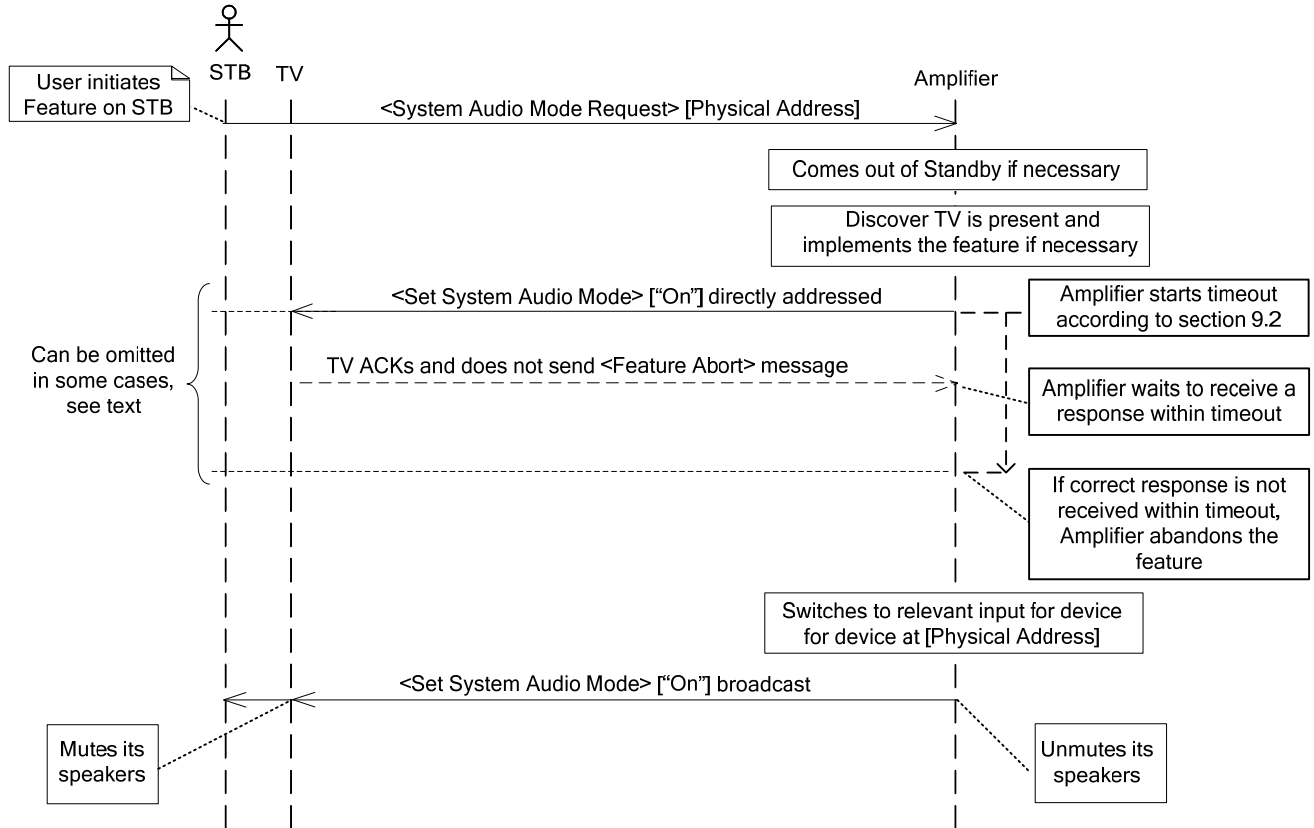 STB
TV
User initiates
Feature on STB
Amplifier
<System Audio Mode Request> [Physical Address]
Comes out of Standby if necessary
Discover TV is present and
implements the feature if necessary
<Set System Audio Mode> [“On”] directly addressed
Amplifier starts timeout
according to section 9.2
Can be omitted
in some cases,
see text
TV ACKs and does not send <Feature Abort> message
Amplifier waits to receive a
response within timeout
If correct response is not
received within timeout,
Amplifier abandons the
feature
Switches to relevant input for device
for device at [Physical Address]
<Set System Audio Mode> [“On”] broadcast
Mutes its
speakers
Unmutes its
speakers